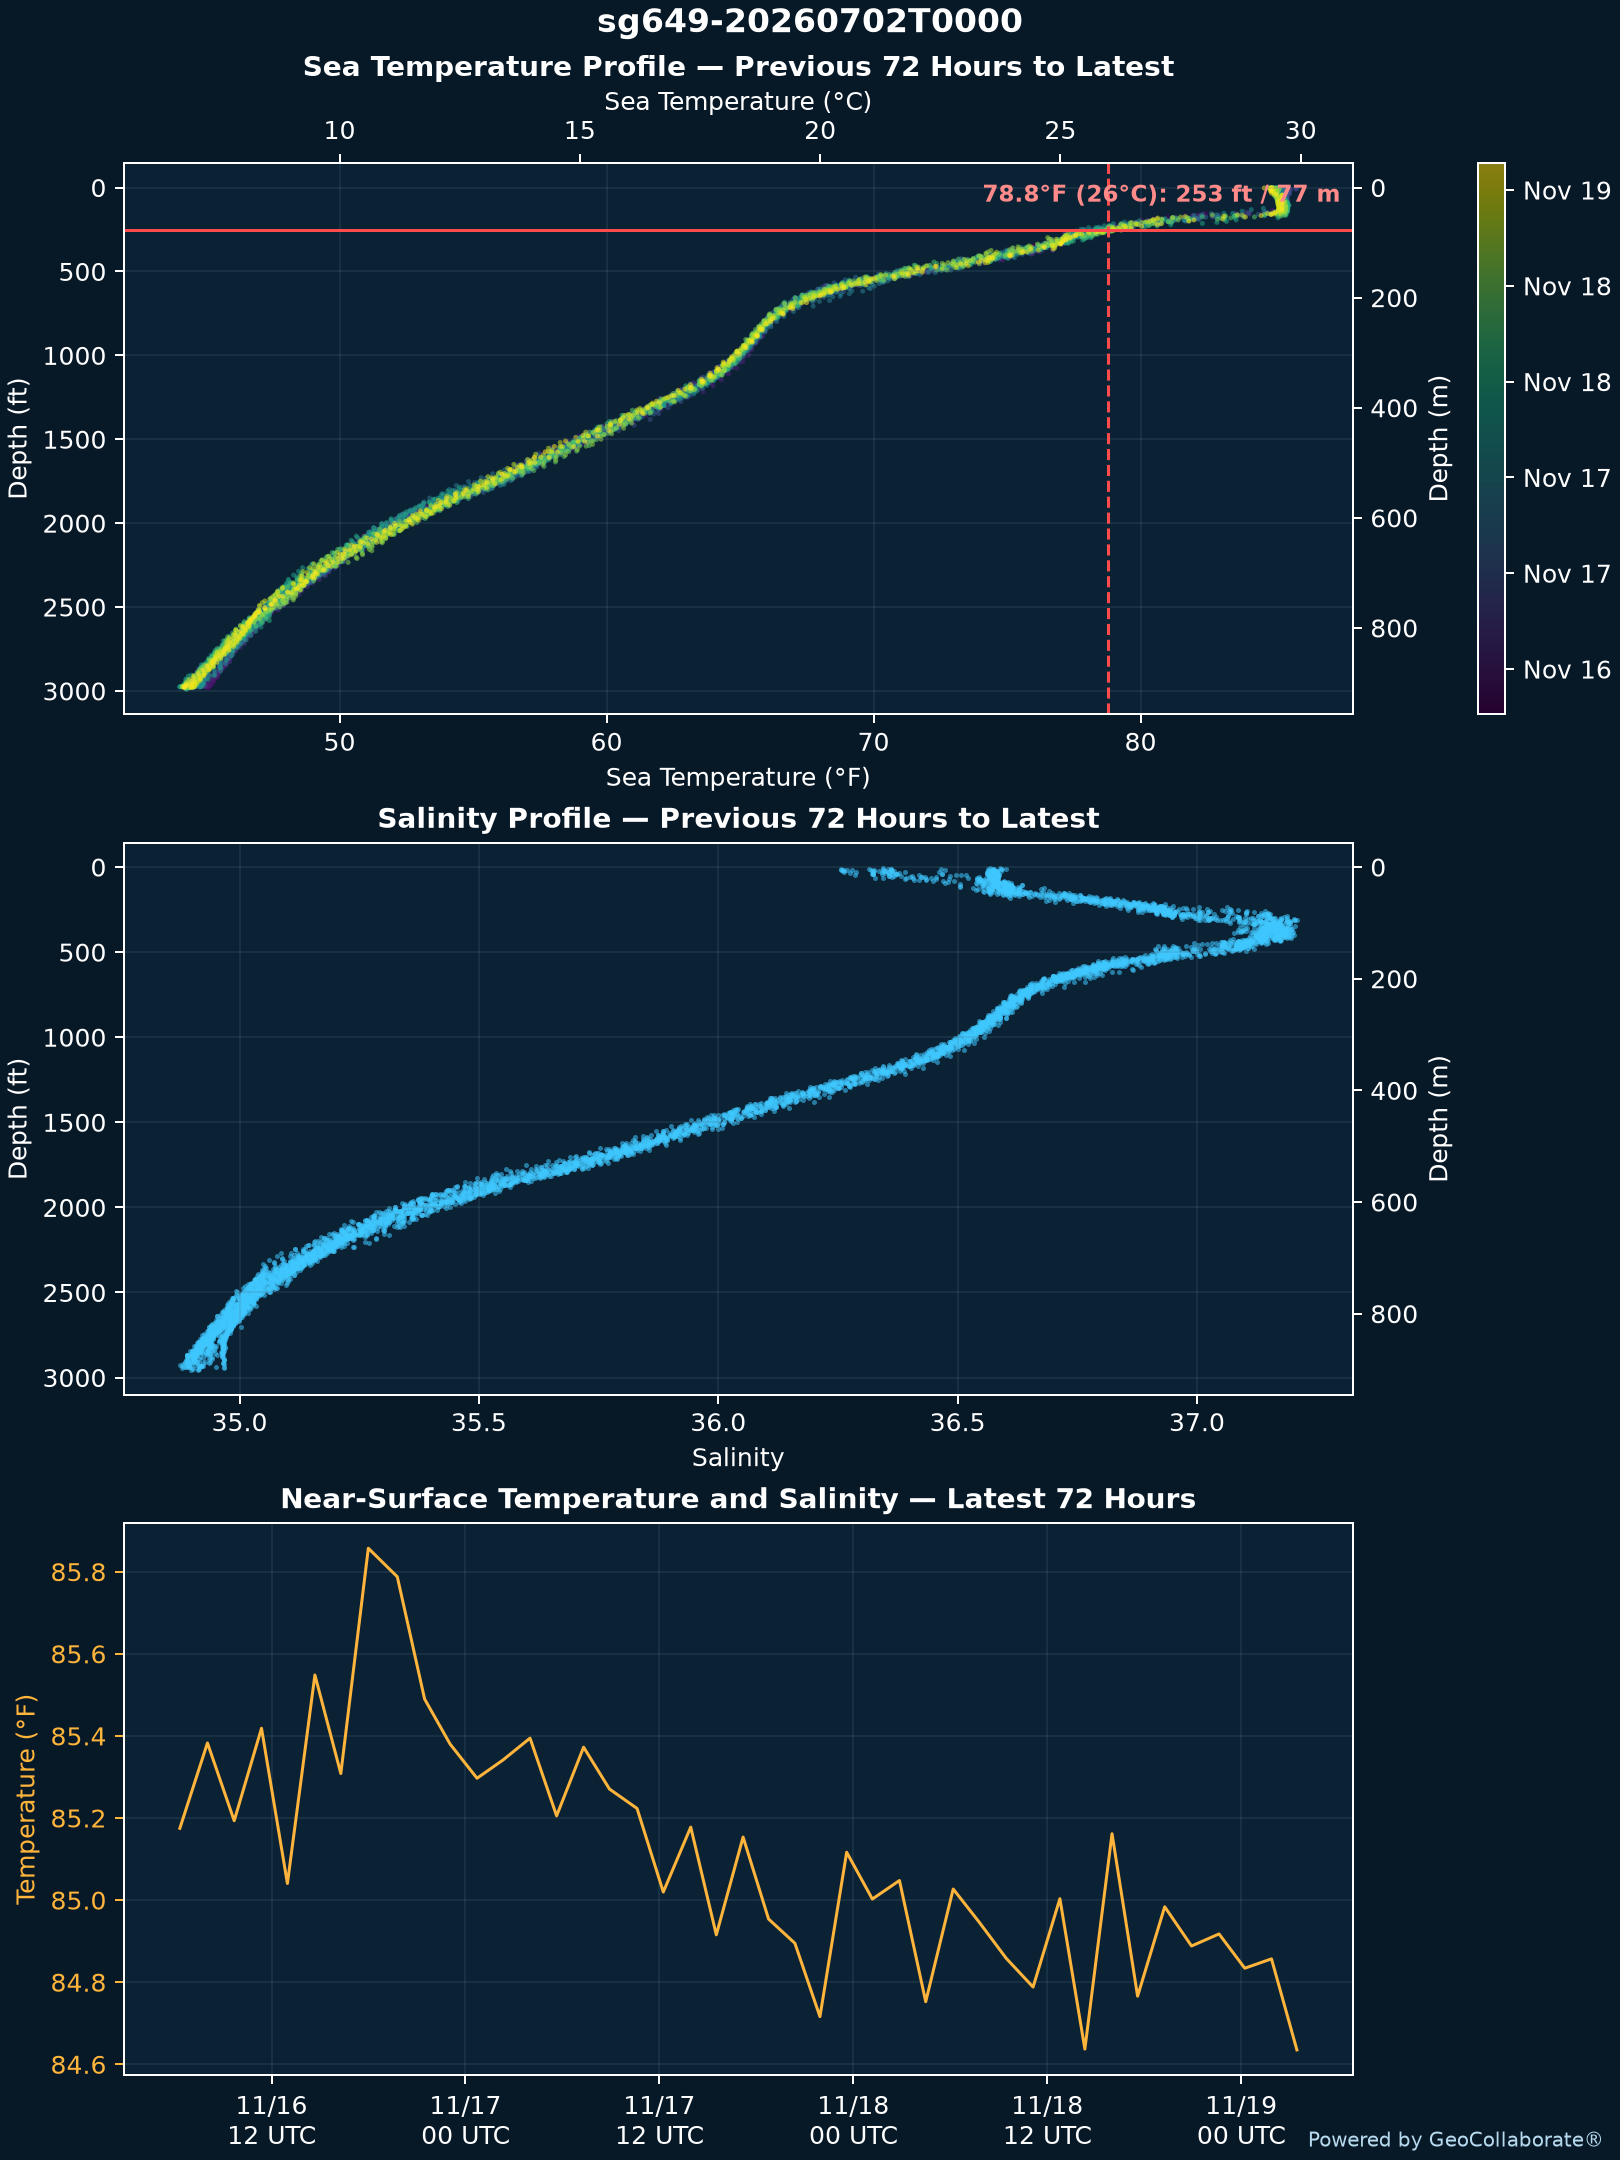 sg649-20260702T0000
Sea Temperature Profile — Previous 72 Hours to Latest
Sea Temperature (°C)
10 15 20 25 30
78.8°F (26°C): 253 ft / 77 m
Depth (ft)
0
500
1000
1500
2000
2500
3000
Depth (m)
0
200
400
600
800
Nov 19
Nov 18
Nov 18
Nov 17
Nov 17
Nov 16
50 60 70 80
Sea Temperature (°F)
Salinity Profile — Previous 72 Hours to Latest
Depth (ft)
0
500
1000
1500
2000
2500
3000
Depth (m)
0
200
400
600
800
35.0 35.5 36.0 36.5 37.0
Salinity
Near-Surface Temperature and Salinity — Latest 72 Hours
Temperature (°F)
85.8
85.6
85.4
85.2
85.0
84.8
84.6
11/16 11/17 11/17 11/18 11/18 11/19
12 UTC 00 UTC 12 UTC 00 UTC 12 UTC 00 UTC
Powered by GeoCollaborate®